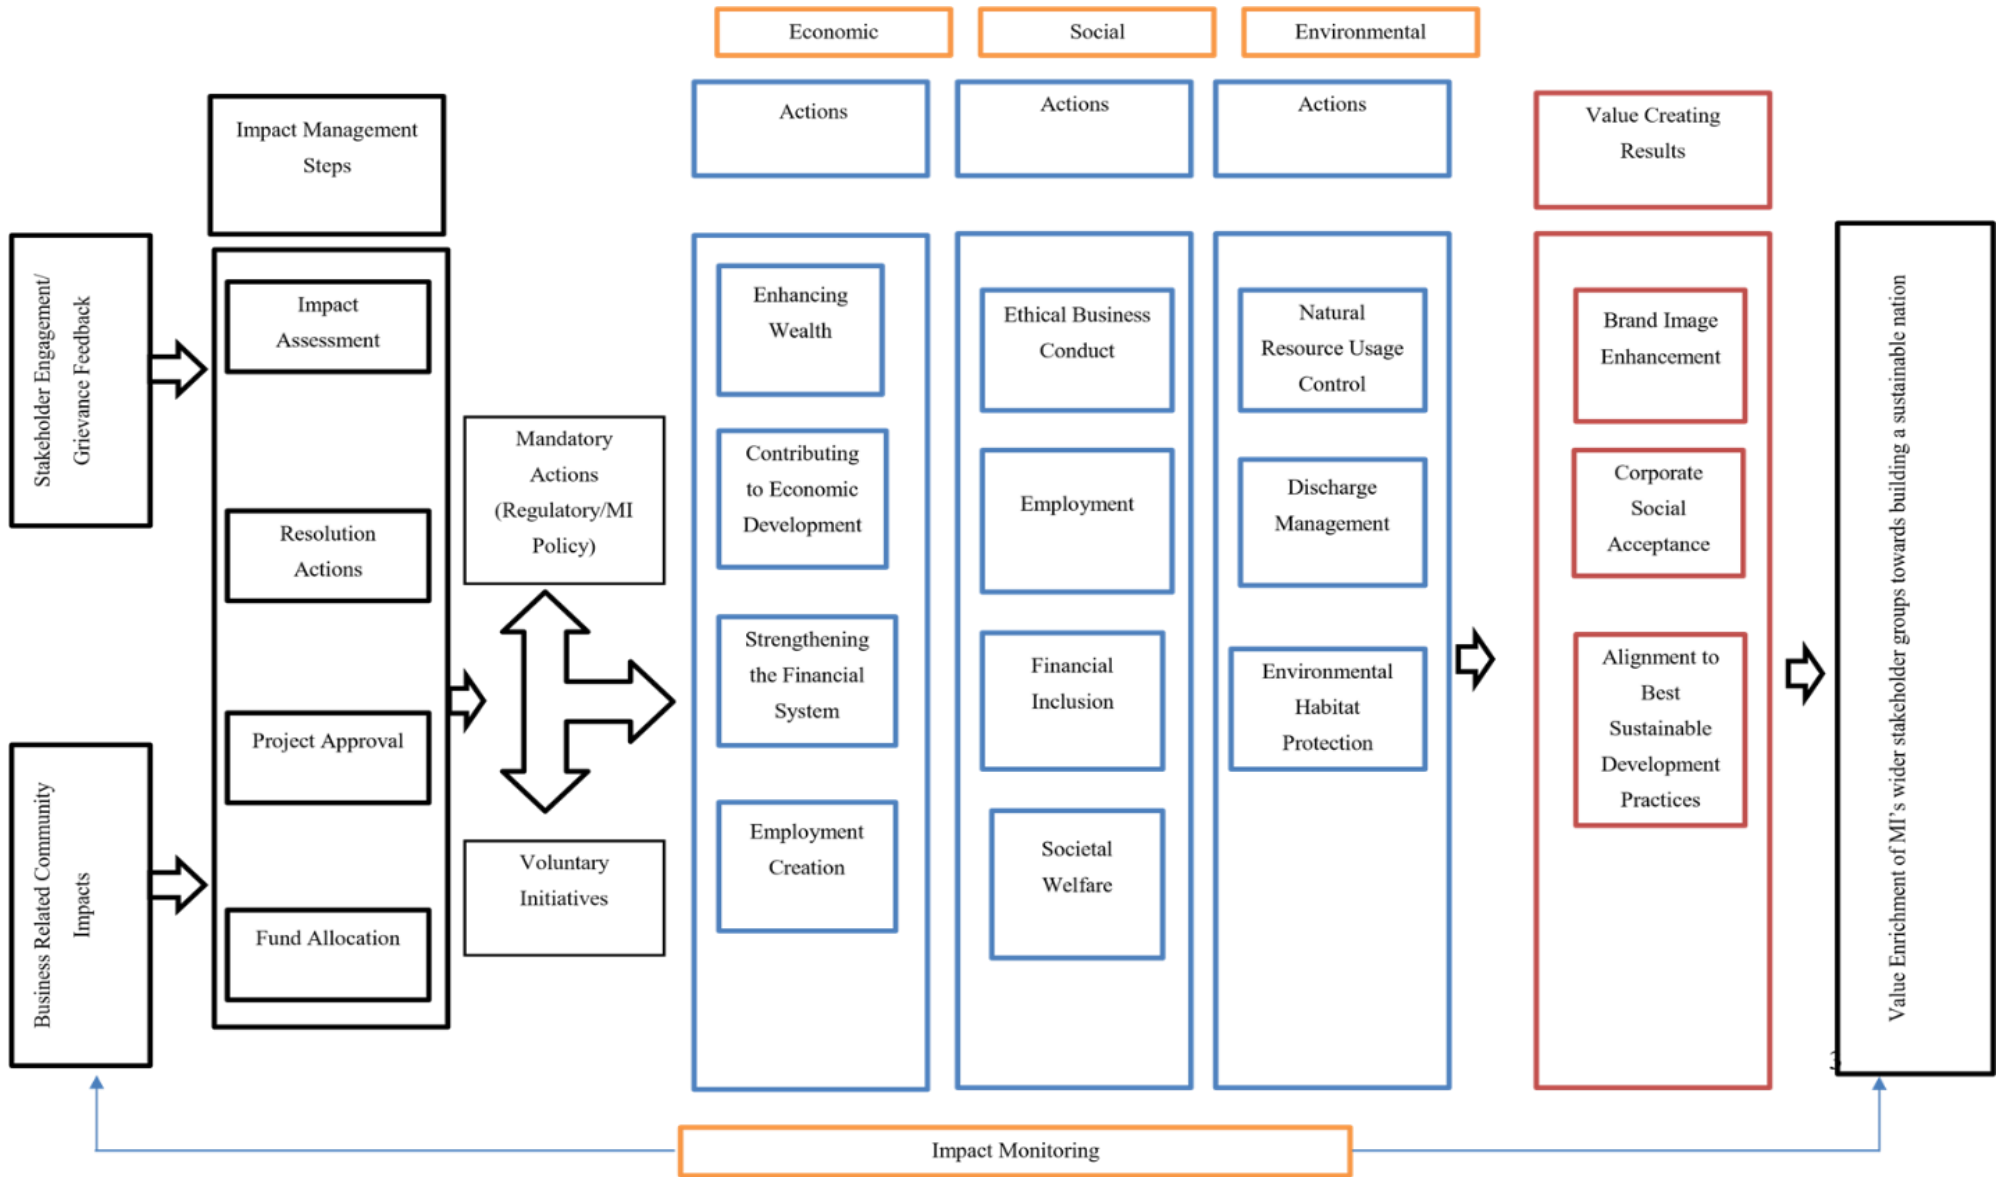 Economic
Social
Environmental
Actions
Actions
Actions
Impact Management
Steps
Value Creating
Results
Stakeholder Engagement/
Grievance Feedback
Business Related Community
Impacts
Impact
Assessment
Resolution
Actions
Project Approval
Fund Allocation
Mandatory
Actions
(Regulatory/MI
Policy)
Voluntary
Initiatives
Enhancing
Wealth
Contributing
to Economic
Development
Strengthening
the Financial
System
Employment
Creation
Ethical Business
Conduct
Employment
Financial
Inclusion
Societal
Welfare
Natural
Resource Usage
Control
Discharge
Management
Environmental
Habitat
Protection
Brand Image
Enhancement
Corporate
Social
Acceptance
Alignment to
Best
Sustainable
Development
Practices
Value Enrichment of MI’s wider stakeholder groups towards building a sustainable nation
3
Impact Monitoring